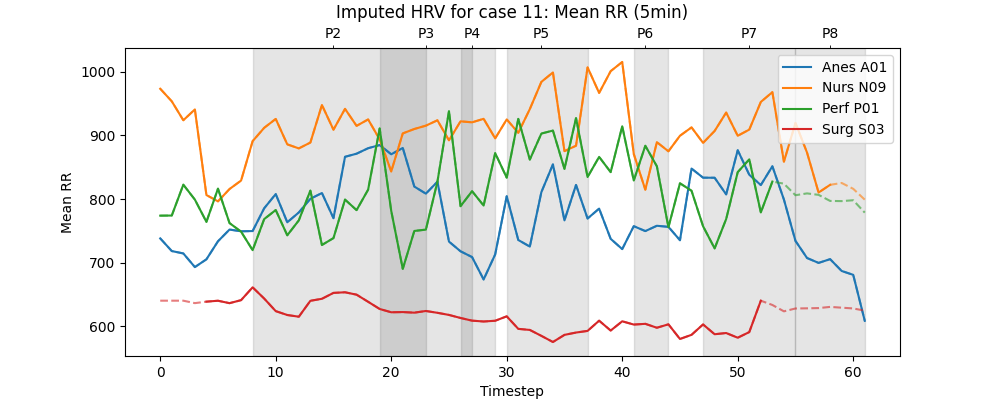 Imputed HRV for case 11: Mean RR (5min)
P2 P3 P4 P5 P6 P7 P8
Mean RR
1000
900
800
700
600
Anes A01
Nurs N09
Perf P01
Surg S03
0 10 20 30 40 50 60
Timestep